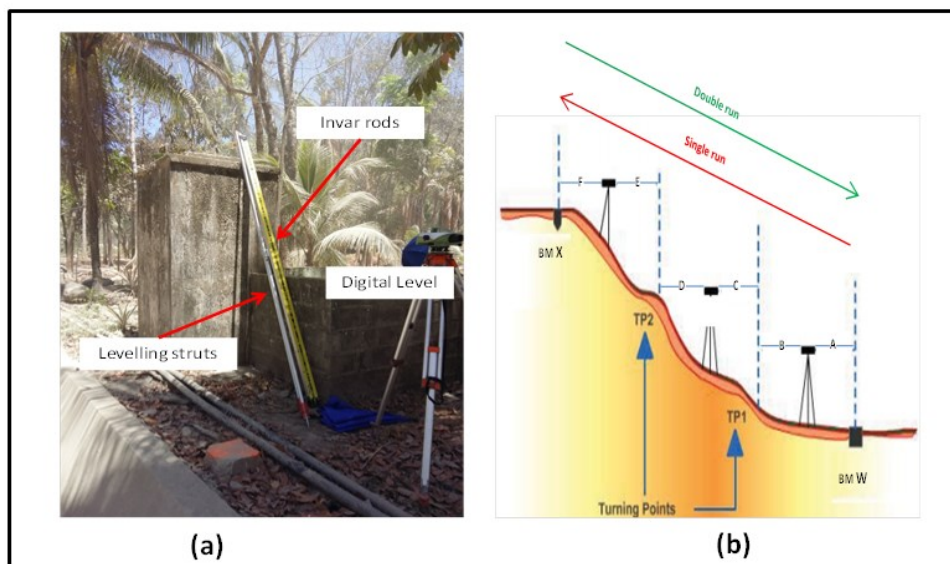 Invar rods
Digital Level
Levelling struts
(a)
Double run
Single run
F E
BM X
D C
TP2
B A
TP1
BM W
Turning Points
(b)